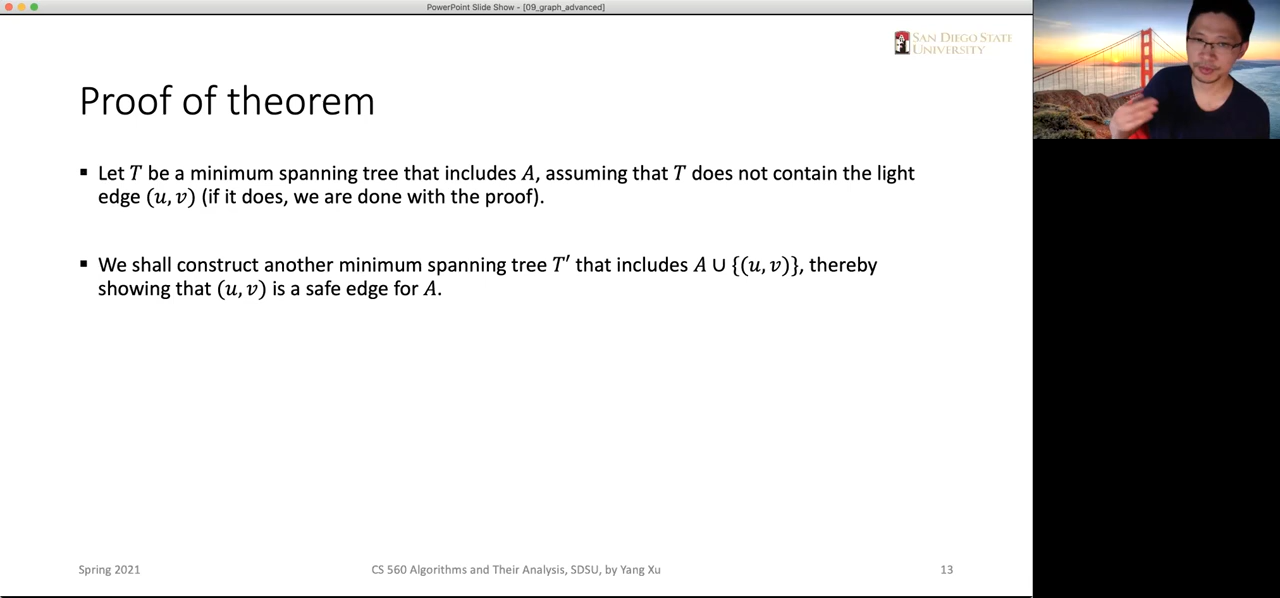 PowerPoint Slide Show - [09_graph_advanced]
SAN DIEGO STATE
UNIVERSITY
Proof of theorem
▪ Let T be a minimum spanning tree that includes A, assuming that T does not contain the light
edge (u, v) (if it does, we are done with the proof).
▪ We shall construct another minimum spanning tree T′ that includes A ∪ {(u, v)}, thereby
showing that (u, v) is a safe edge for A.
Spring 2021
CS 560 Algorithms and Their Analysis, SDSU, by Yang Xu
13